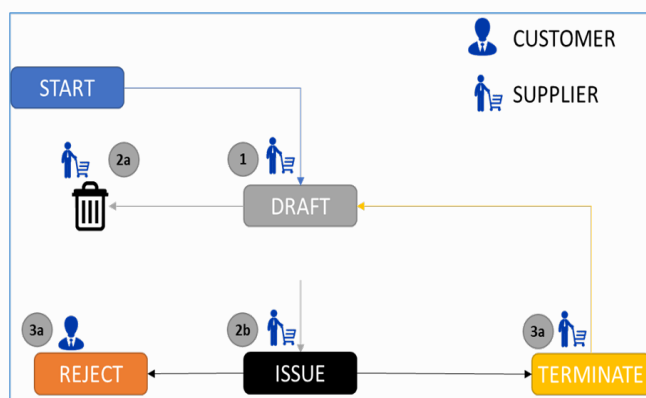 CUSTOMER
START
SUPPLIER
2a
1
DRAFT
3a
2b
3a
REJECT
ISSUE
TERMINATE